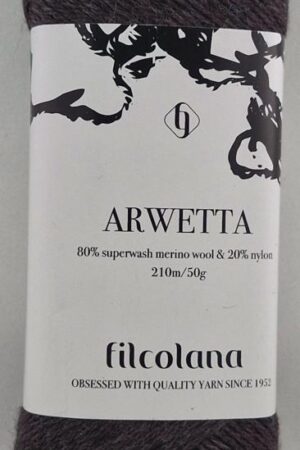 ARWETTA
80% superwash merino wool & 20% nylon
210m/50g
filcolana
OBSESSED WITH QUALITY YARN SINCE 1952